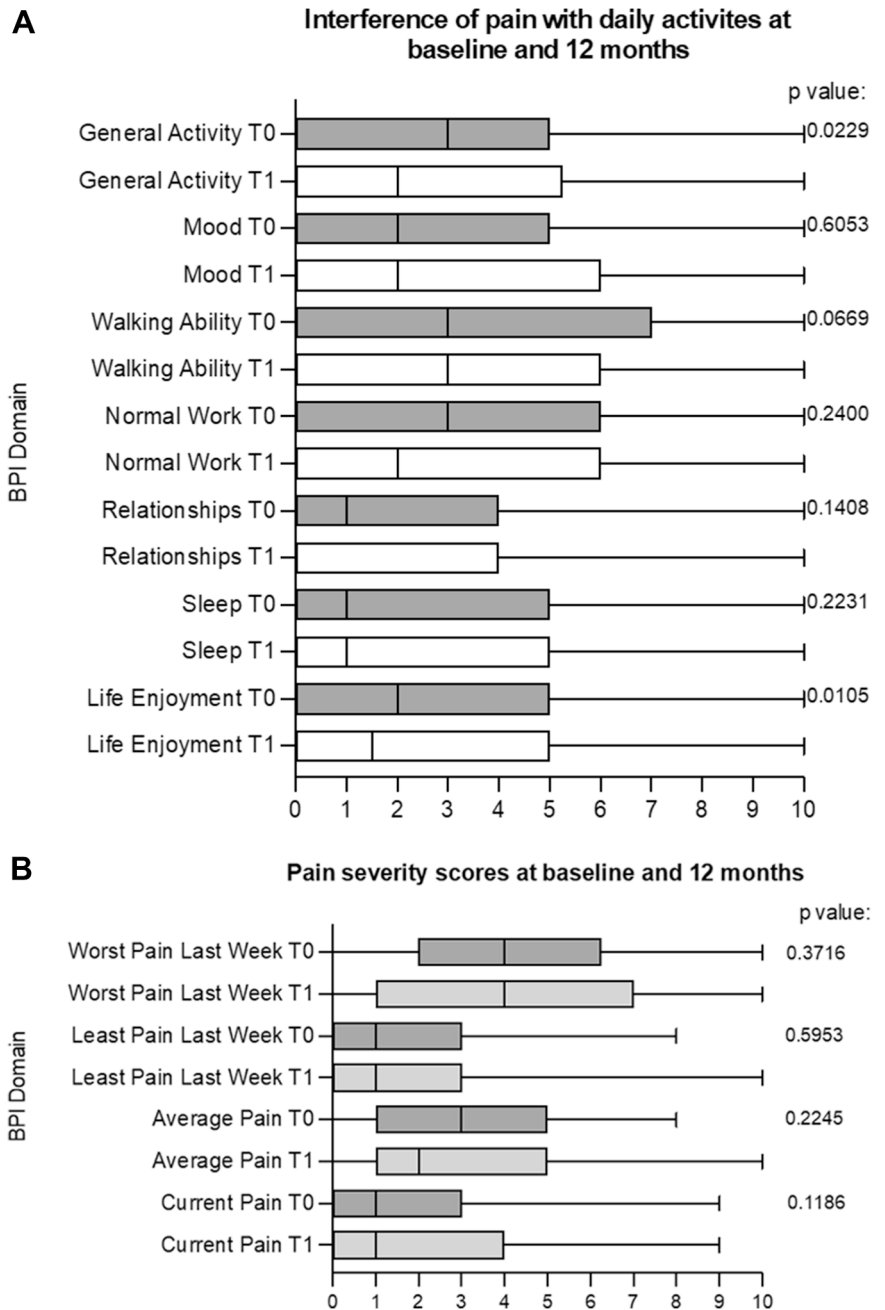 A
Interference of pain with daily activites at
baseline and 12 months
p value:
General Activity T0 0.0229
General Activity T1
Mood T0 0.6053
Mood T1
Walking Ability T0 0.0669
Walking Ability T1
Normal Work T0 0.2400
Normal Work T1
Relationships T0 0.1408
Relationships T1
Sleep T0 0.2231
Sleep T1
Life Enjoyment T0 0.0105
Life Enjoyment T1
BPI Domain
0 1 2 3 4 5 6 7 8 9 10
B
Pain severity scores at baseline and 12 months
p value:
Worst Pain Last Week T0 0.3716
Worst Pain Last Week T1
Least Pain Last Week T0 0.5953
Least Pain Last Week T1
Average Pain T0 0.2245
Average Pain T1
Current Pain T0 0.1186
Current Pain T1
BPI Domain
0 1 2 3 4 5 6 7 8 9 10